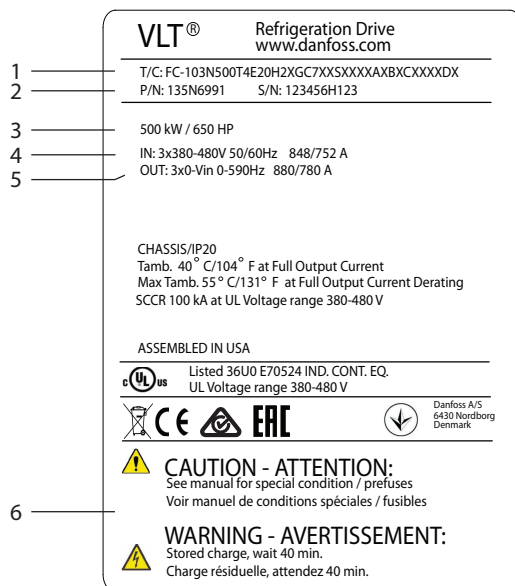 VLT® Refrigeration Drive
www.danfoss.com
1
T/C: FC-103N500T4E20H2XGC7XXSXXXXAXBXCXXXXDX
2
P/N: 135N6991 S/N: 123456H123
3
500 kW / 650 HP
4
IN: 3x380-480V 50/60Hz 848/752 A
5
OUT: 3x0-Vin 0-590Hz 880/780 A
CHASSIS/IP20
Tamb. 40° C/104° F at Full Output Current
Max Tamb. 55° C/131° F at Full Output Current Derating
SCCR 100 kA at UL Voltage range 380-480 V
ASSEMBLED IN USA
c UL us Listed 36U0 E70524 IND. CONT. EQ.
UL Voltage range 380-480 V
CE EAC
Danfoss A/S
6430 Nordborg
Denmark
CAUTION - ATTENTION:
See manual for special condition / prefuses
Voir manuel de conditions spéciales / fusibles
6
WARNING - AVERTISSEMENT:
Stored charge, wait 40 min.
Charge résiduelle, attendez 40 min.